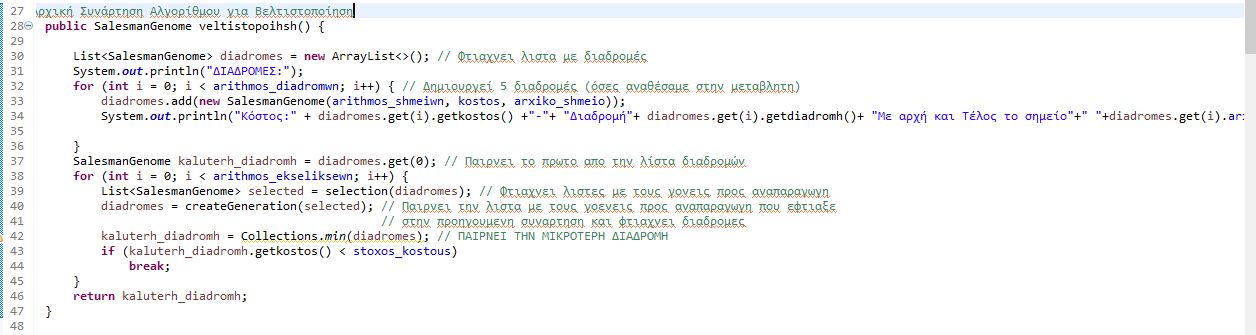 27 ρχική Συνάρτηση Αλγορίθμου για Βελτιστοποίηση
28 public SalesmanGenome veltistopoihsh() {
29
30 List<SalesmanGenome> diadromes = new ArrayList<>(); // Φτιαχνει λιστα με διαδρομές
31 System.out.println("ΔΙΑΔΡΟΜΕΣ:");
32 for (int i = 0; i < arithmos_diadromwn; i++) { // Δημιουργεί 5 διαδρομές (όσες αναθέσαμε στην μεταβλητη)
33 diadromes.add(new SalesmanGenome(arithmos_shmeiwn, kostos, arxiko_shmeio));
34 System.out.println("Κόστος:" + diadromes.get(i).getkostos() +"-"+ "Διαδρομή"+ diadromes.get(i).getdiadromh()+ "Με αρχή και Τέλος το σημείο"+" "+diadromes.get(i).arx
35
36 }
37 SalesmanGenome kaluterh_diadromh = diadromes.get(0); // Παιρνει το πρωτο απο την λίστα διαδρομών
38 for (int i = 0; i < arithmos_ekseliksewn; i++) {
39 List<SalesmanGenome> selected = selection(diadromes); // Φτιαχνει λιστες με τους γονεις προς αναπαραγωγη
40 diadromes = createGeneration(selected); // Παιρνει την λιστα με τους γοενεις προς αναπαραγωγη που εφτιαξε
41 // στην προηγουμενη συναρτηση και φτιαχνει διαδρομες
42 kaluterh_diadromh = Collections.min(diadromes); // ΠΑΙΡΝΕΙ ΤΗΝ ΜΙΚΡΟΤΕΡΗ ΔΙΑΔΡΟΜΗ
43 if (kaluterh_diadromh.getkostos() < stoxos_kostous)
44 break;
45 }
46 return kaluterh_diadromh;
47 }
48